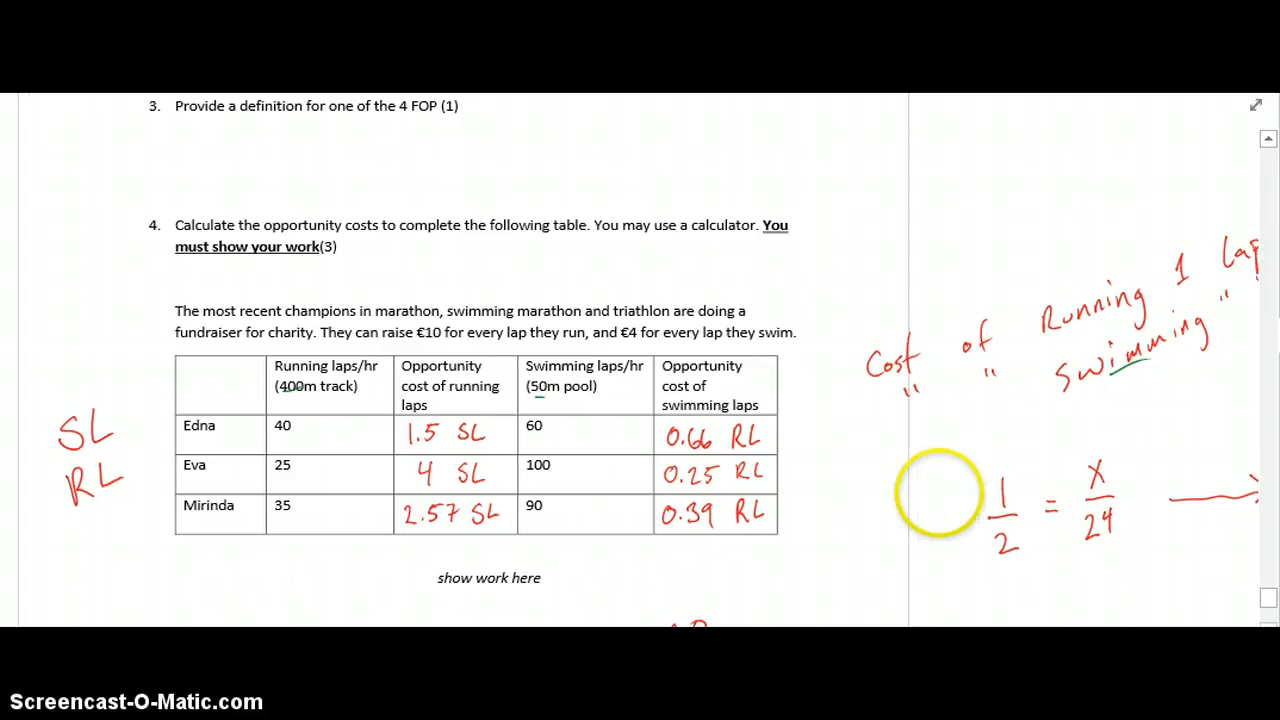 3. Provide a definition for one of the 4 FOP (1)
4. Calculate the opportunity costs to complete the following table. You may use a calculator. You
must show your work(3)
The most recent champions in marathon, swimming marathon and triathlon are doing a
fundraiser for charity. They can raise €10 for every lap they run, and €4 for every lap they swim.
Running laps/hr (400m track) Opportunity cost of running laps Swimming laps/hr (50m pool) Opportunity cost of swimming laps
Edna 40 1.5 SL 60 0.66 RL
Eva 25 4 SL 100 0.25 RL
Mirinda 35 2.57 SL 90 0.39 RL
show work here
SL
RL
Cost of Running 1 Lap
" " Swimming "
1/2 = X/24 →
Screencast-O-Matic.com